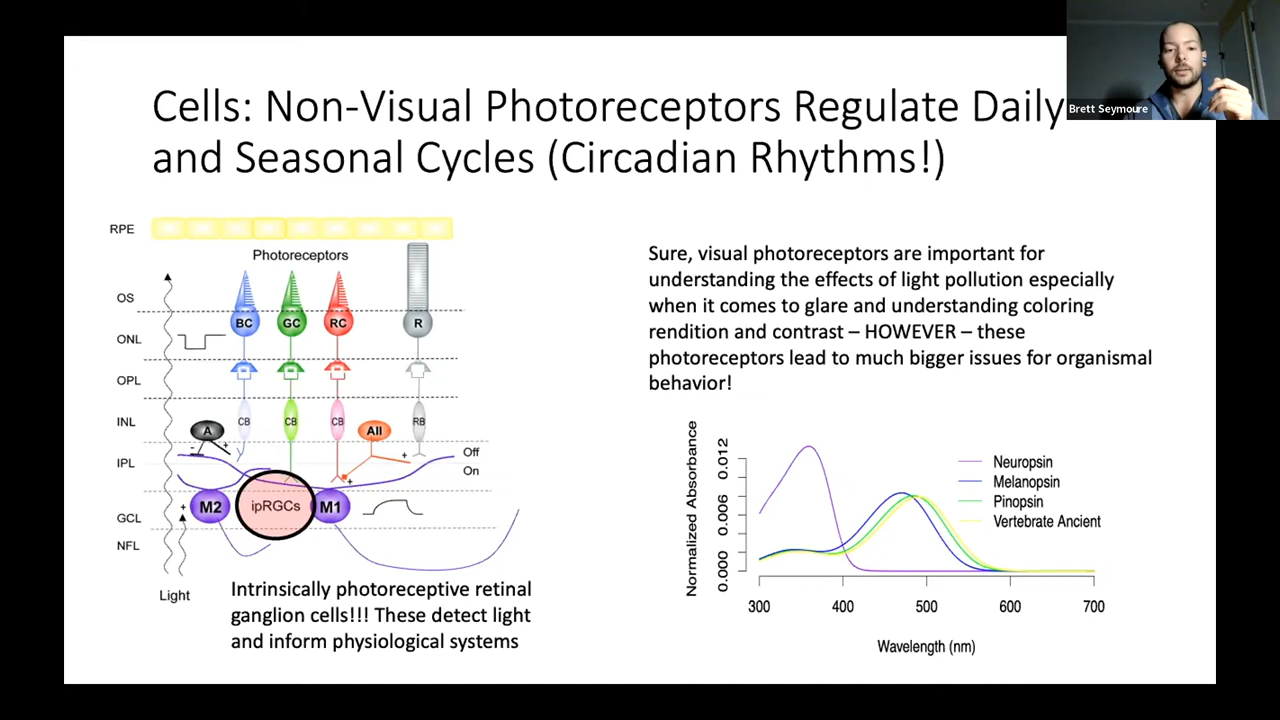 Brett Seymoure
Cells: Non-Visual Photoreceptors Regulate Daily
and Seasonal Cycles (Circadian Rhythms!)
RPE
Photoreceptors
OS
BC GC RC R
ONL
OPL
INL
A CB CB CB AII RB
- + +
Off
IPL
On
+
M2 ipRGCs M1
+
GCL
NFL
Light
Intrinsically photoreceptive retinal
ganglion cells!!! These detect light
and inform physiological systems
Sure, visual photoreceptors are important for
understanding the effects of light pollution especially
when it comes to glare and understanding coloring
rendition and contrast – HOWEVER – these
photoreceptors lead to much bigger issues for organismal
behavior!
Normalized Absorbance
0.012
0.006
0.000
Neuropsin
Melanopsin
Pinopsin
Vertebrate Ancient
300 400 500 600 700
Wavelength (nm)